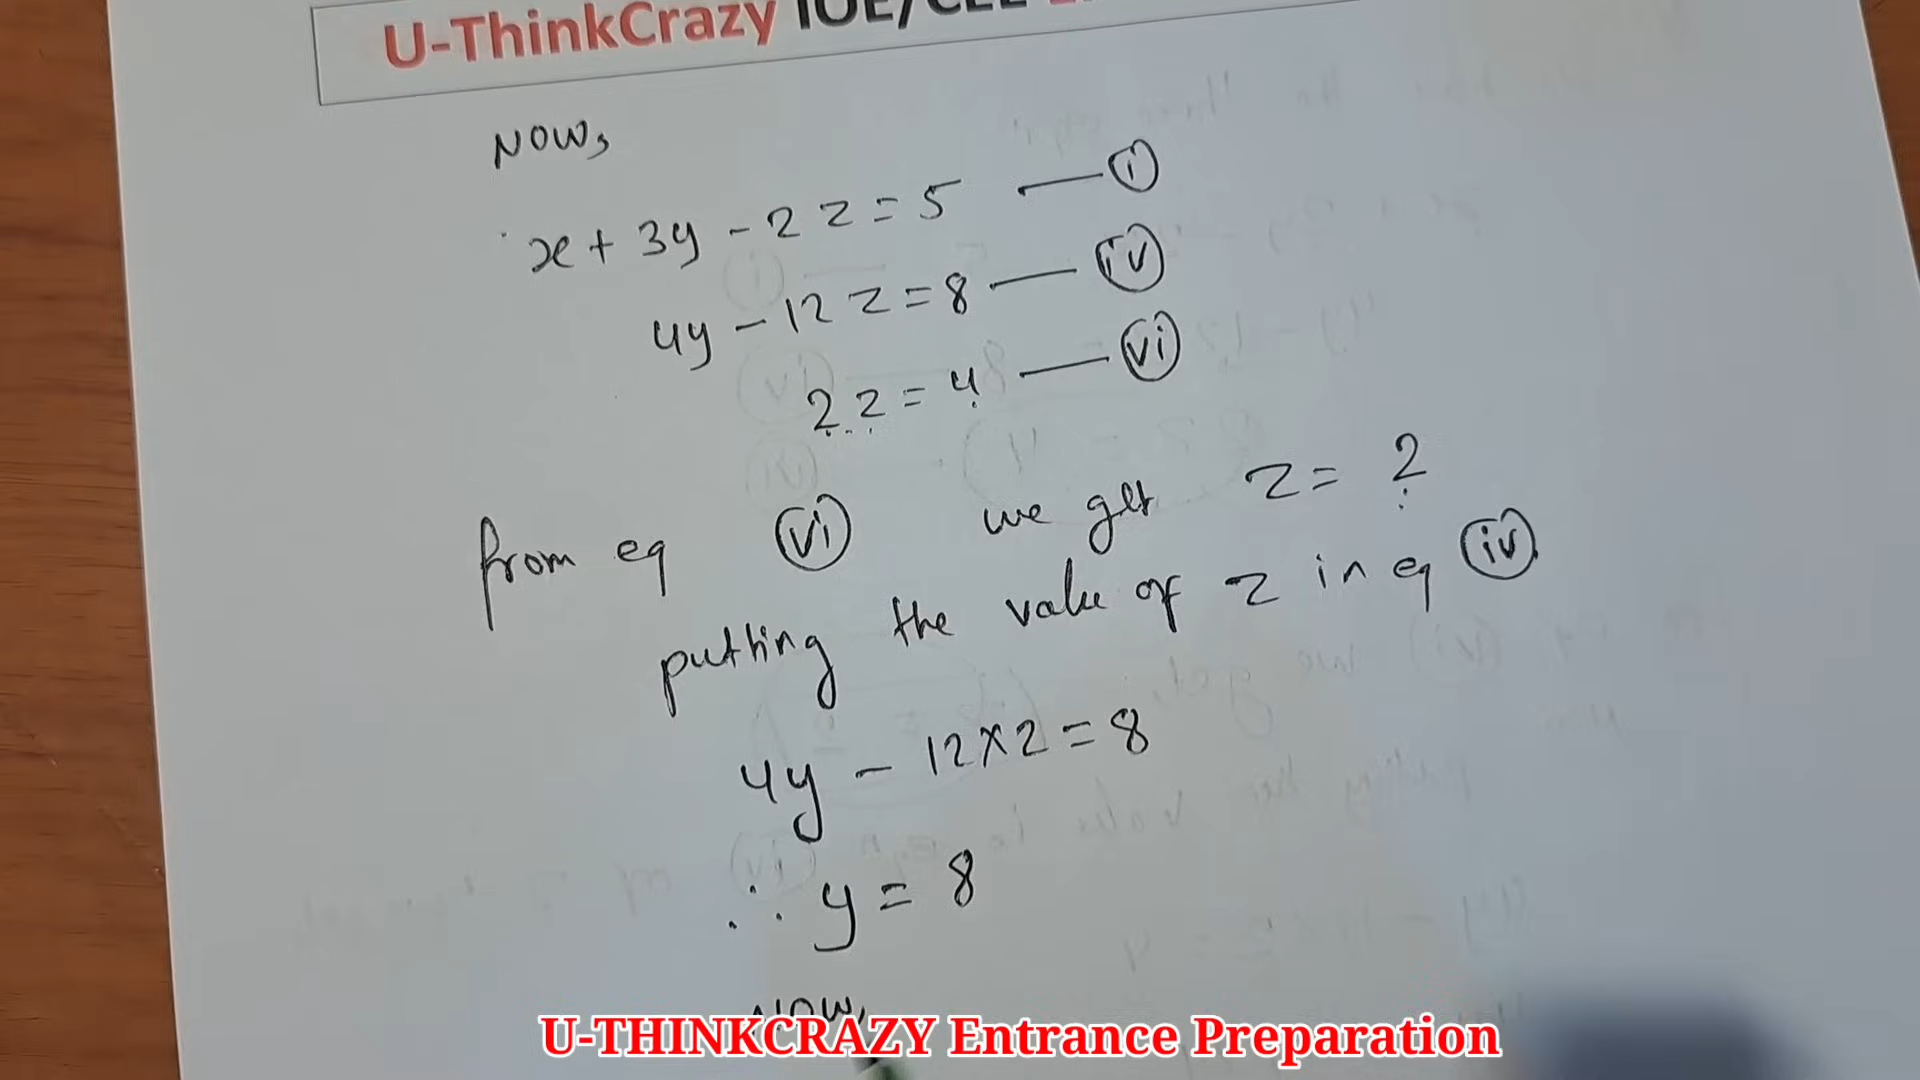 U-ThinkCrazy IOE/CEE
NOW,
x + 3y - 2z = 5 — (i)
4y - 12z = 8 — (iv)
2z = 4 — (vi)
from eq (vi) we get z = 2
putting the value of z in eq (iv)
4y - 12×2 = 8
∴ y = 8
NOW,
U-THINKCRAZY Entrance Preparation